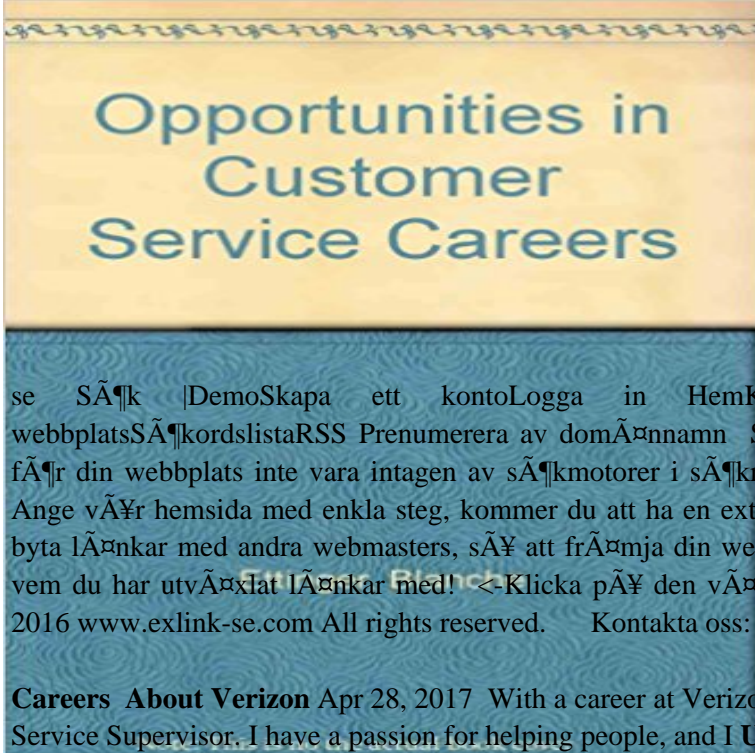 Opportunities in
Customer
Service Careers
se SÃ¶k |DemoSkapa ett kontoLogga in
webbplatsSÃ¶kordslistaRSS Prenumerera av domÃ¤nnamn
fÃ¶r din webbplats inte vara intagen av sÃ¶kmotorer i
Ange vÃ¥r hemsida med enkla steg, kommer du att ha en
byta lÃ¤nkar med andra webmasters, sÃ¥ att frÃ¤mja din
vem du har utvÃ¤xlat lÃ¤nkar med! <-Klicka pÃ¥ den
Ettinger, Blanche
2016 www.exlink-se.com All rights reserved. Kontakta oss:
Careers About Verizon Apr 28, 2017 With a career at
Service Supervisor. I have a passion for helping people, and I